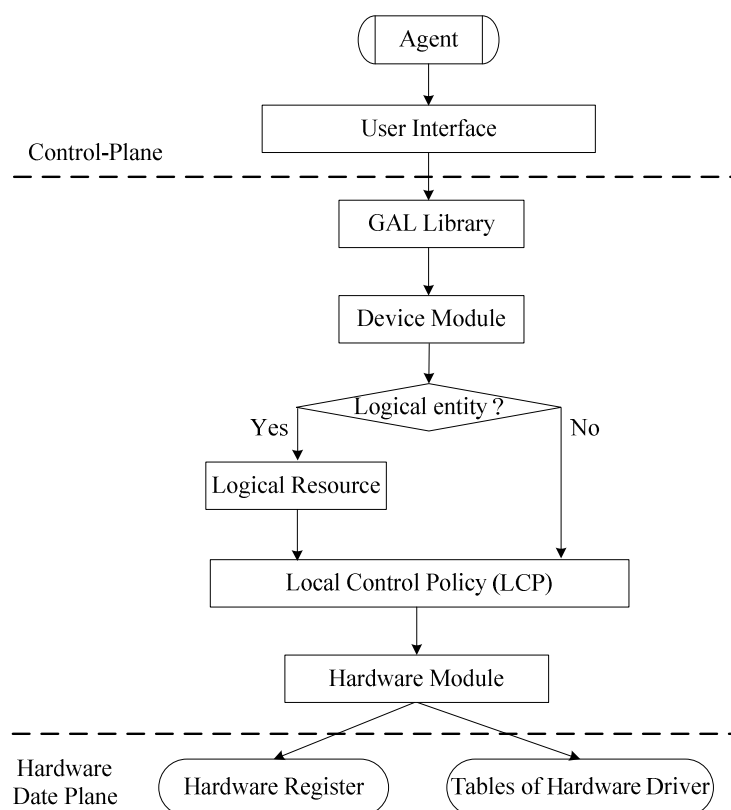 Agent
User Interface
Control-Plane
GAL Library
Device Module
Logical entity ?
Yes
No
Logical Resource
Local Control Policy (LCP)
Hardware Module
Hardware
Date Plane
Hardware Register
Tables of Hardware Driver